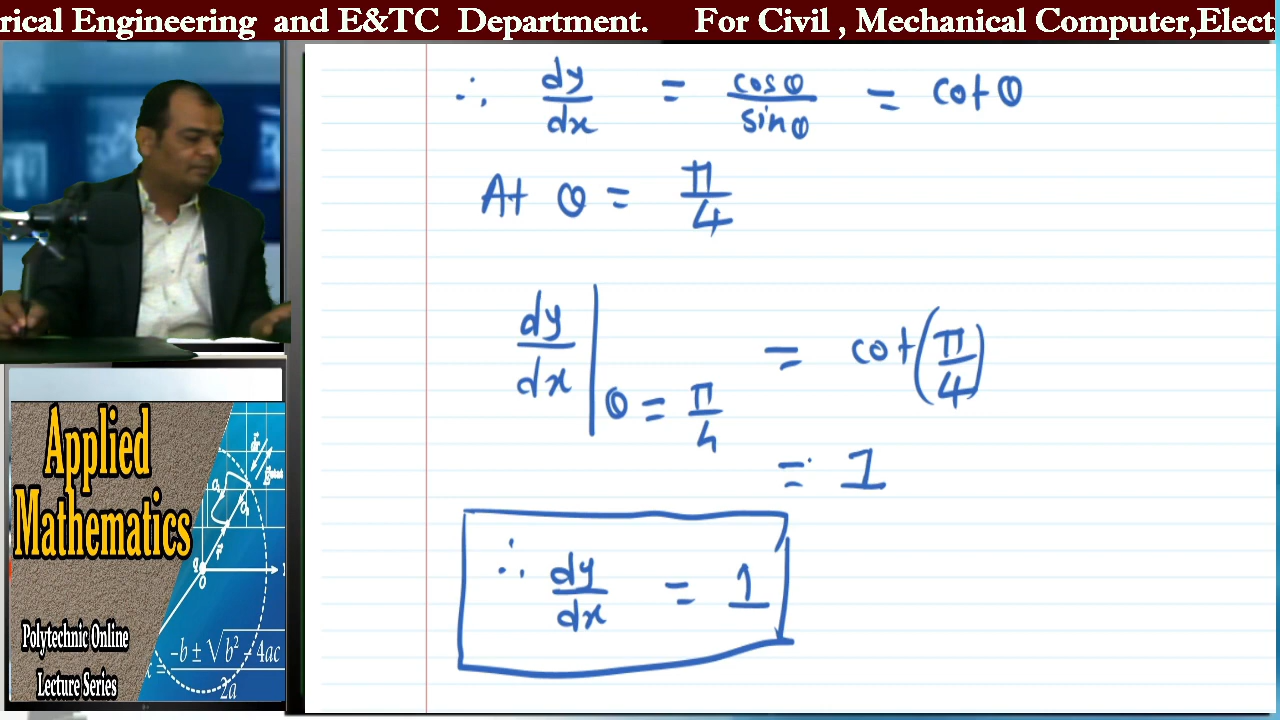 rical Engineering and E&TC Department. For Civil , Mechanical Computer,Elect
∴ dy/dx = cosθ/sinθ = cot θ
At θ = π/4
dy/dx | θ = π/4 = cot(π/4)
= 1
∴ dy/dx = 1
Applied
Mathematics
Polytechnic Online
Lecture Series
-b ± √b² - 4ac
2a